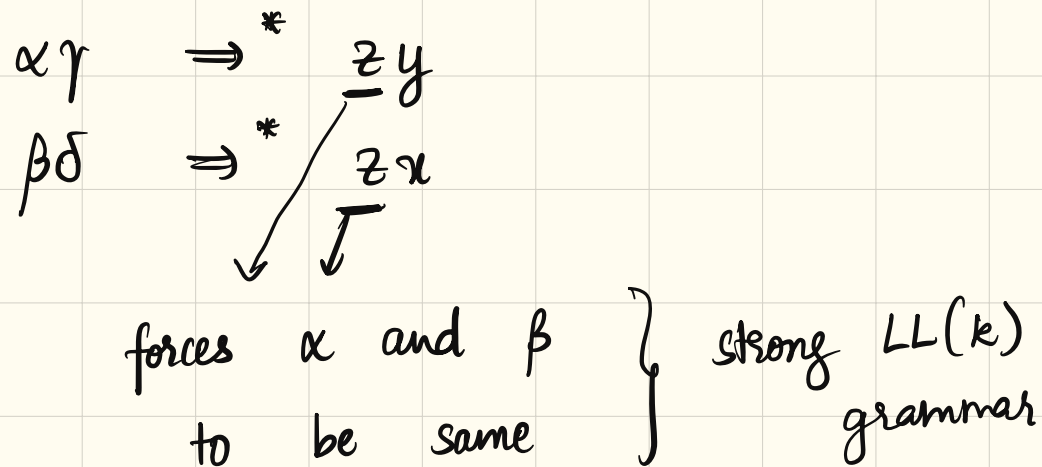 αγ ⇒* zy
βδ ⇒* zx
forces α and β } strong LL(k)
to be same grammar